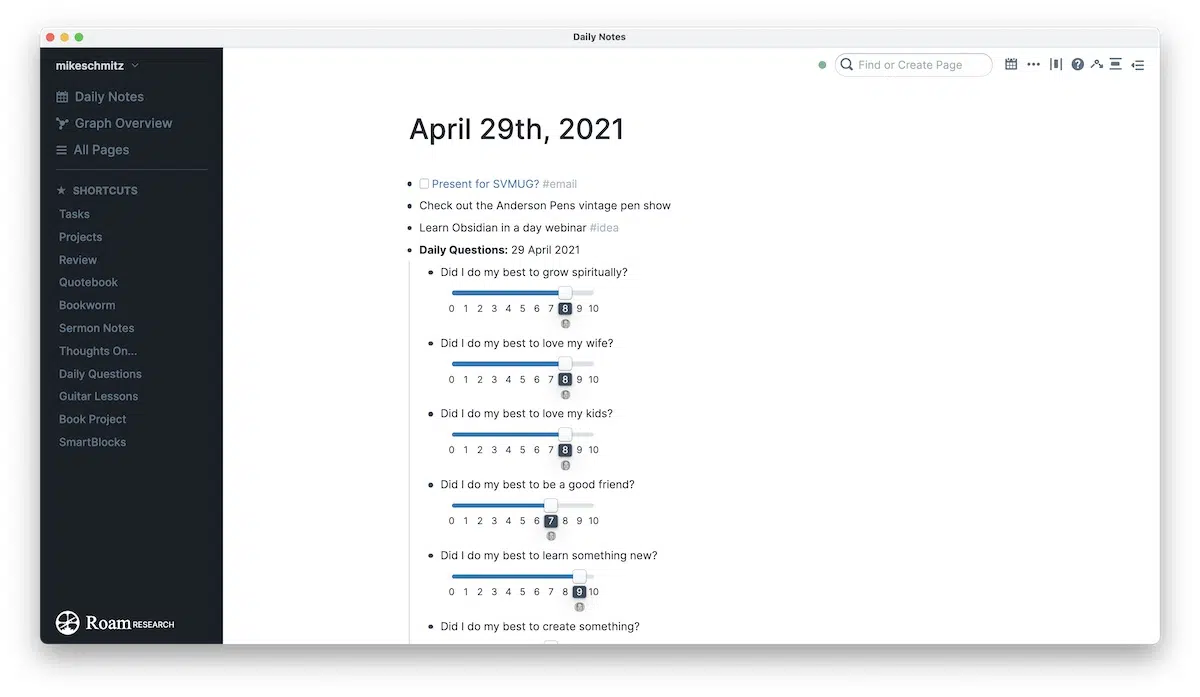 Daily Notes
mikeschmitz
Find or Create Page
Daily Notes
Graph Overview
All Pages
SHORTCUTS
Tasks
Projects
Review
Quotebook
Bookworm
Sermon Notes
Thoughts On...
Daily Questions
Guitar Lessons
Book Project
SmartBlocks
Roam RESEARCH
April 29th, 2021
Present for SVMUG? #email
Check out the Anderson Pens vintage pen show
Learn Obsidian in a day webinar #idea
Daily Questions: 29 April 2021
Did I do my best to grow spiritually?
0 1 2 3 4 5 6 7 8 9 10
Did I do my best to love my wife?
0 1 2 3 4 5 6 7 8 9 10
Did I do my best to love my kids?
0 1 2 3 4 5 6 7 8 9 10
Did I do my best to be a good friend?
0 1 2 3 4 5 6 7 8 9 10
Did I do my best to learn something new?
0 1 2 3 4 5 6 7 8 9 10
Did I do my best to create something?